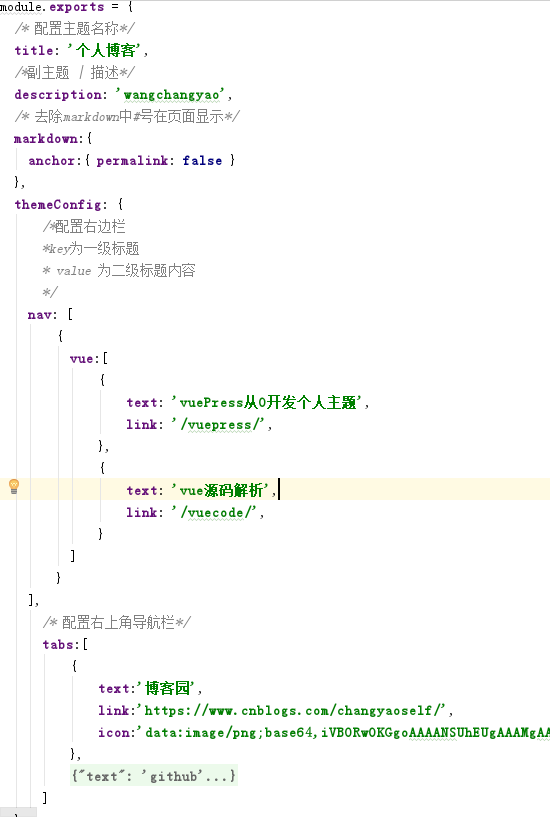 module.exports = {
/* 配置主题名称*/
title: '个人博客',
/*副主题 | 描述*/
description: 'wangchangyao',
/* 去除markdown中#号在页面显示*/
markdown:{
anchor:{ permalink: false }
},
themeConfig: {
/*配置右边栏
*key为一级标题
* value 为二级标题内容
*/
nav: [
{
vue:[
{
text: 'vuePress从0开发个人主题',
link: '/vuepress/',
},
{
text: 'vue源码解析',
link: '/vuecode/',
}
]
}
],
/* 配置右上角导航栏*/
tabs:[
{
text:'博客园',
link:'https://www.cnblogs.com/changyaoself/',
icon:'data:image/png;base64,iVBORw0KGgoAAAANSUhEUgAAAMgAA
},
{"text": 'github'...}
]
}